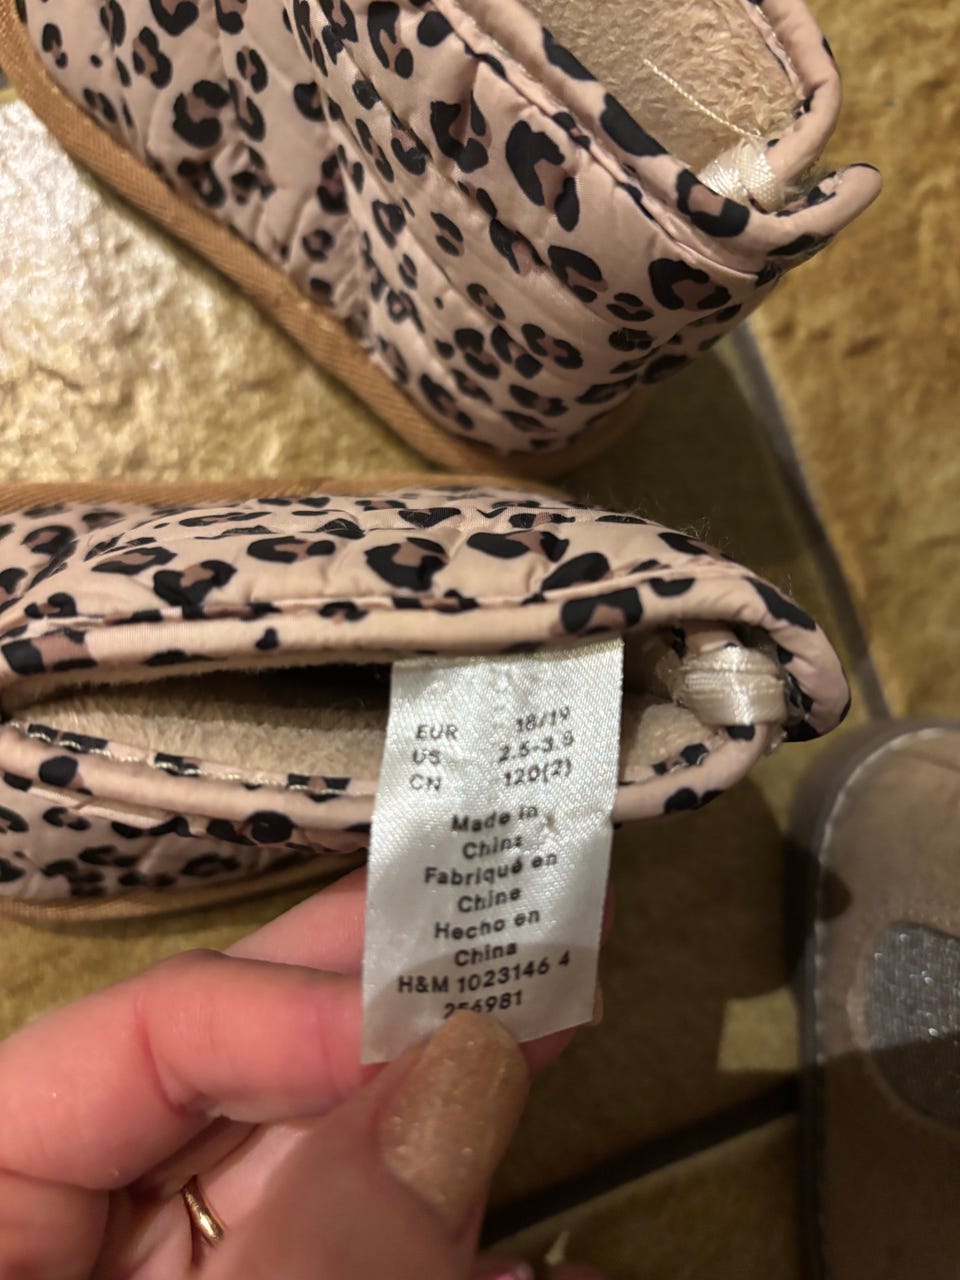 EUR 18/19
US 2.5-3.5
CN 120(2)
Made in
China
Fabriqué en
Chine
Hecho en
China
H&M 1023146 4
256981